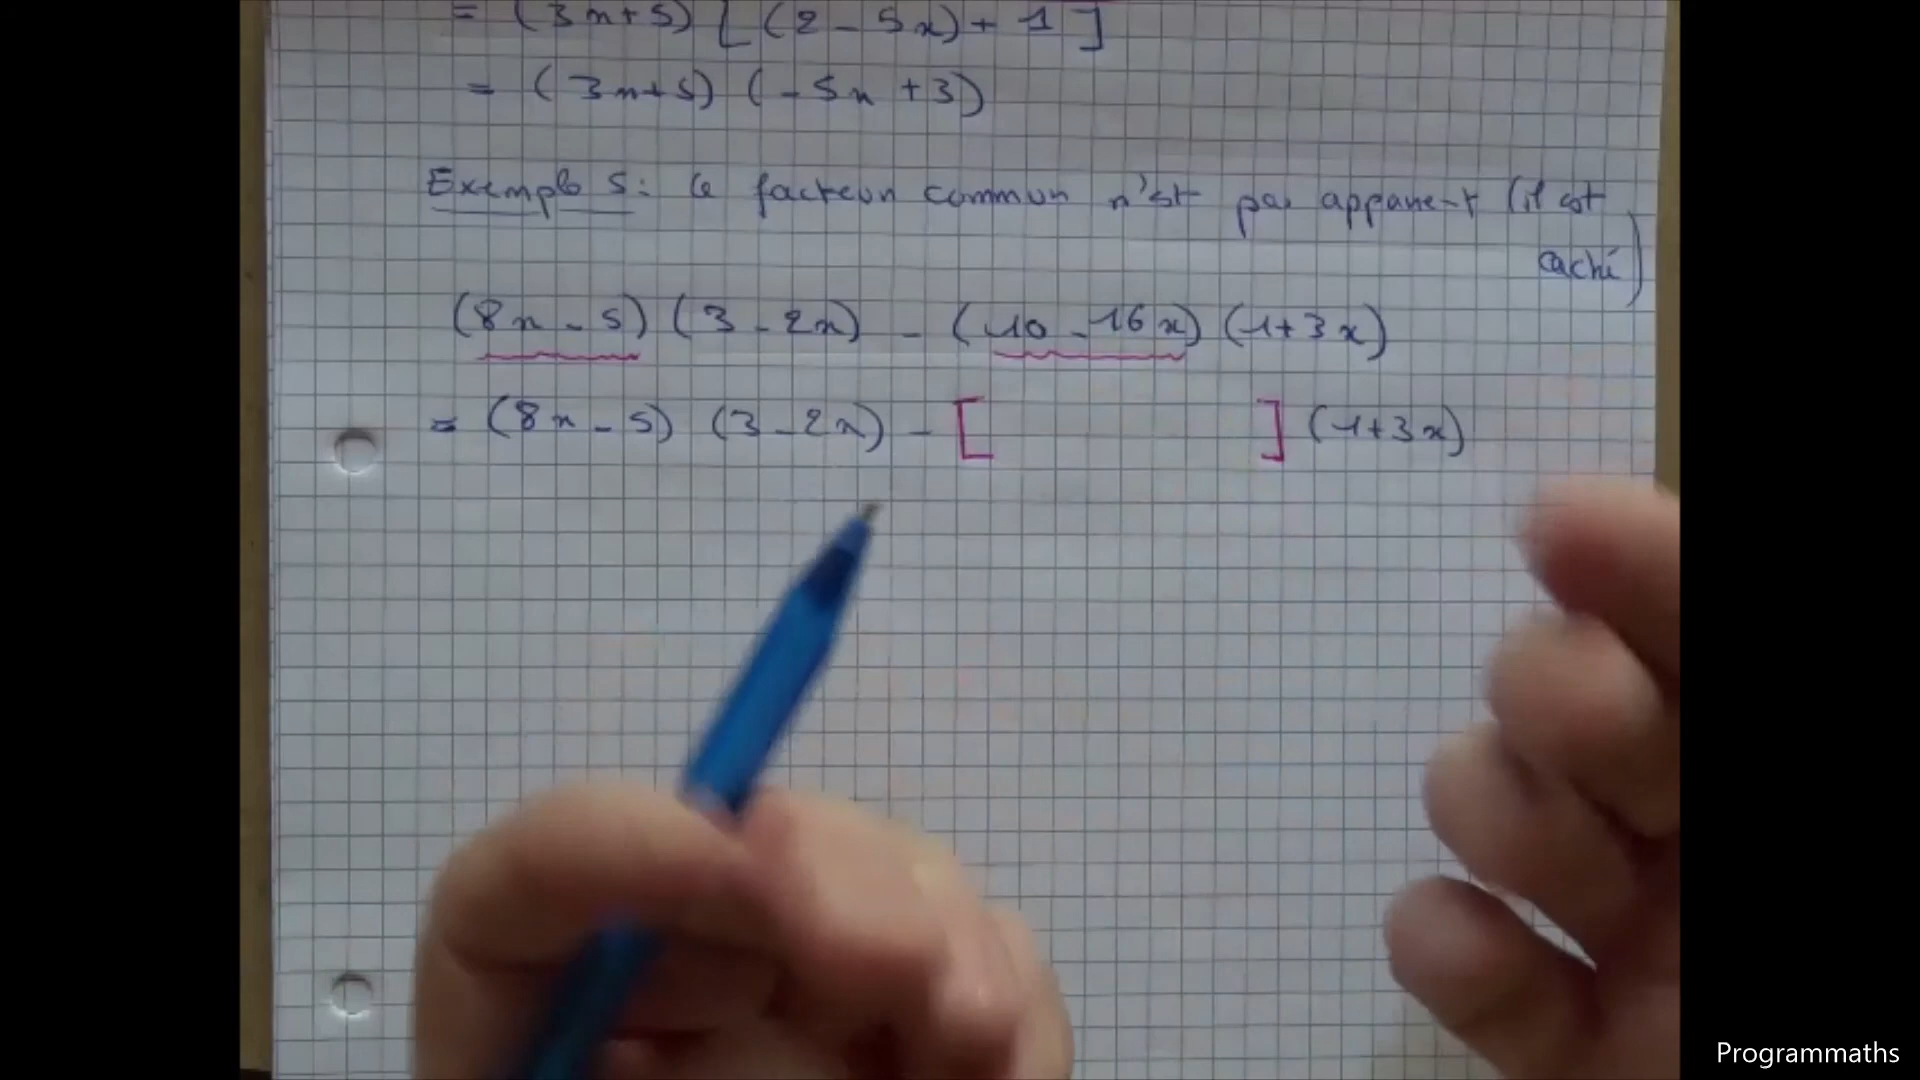 = (3x+5) [(2-5x)+1]
= (3x+5) (-5x+3)
Exemple 5: le facteur commun n'est pas apparent (il est
caché)
(8x-5) (3-2x) - (10-16x) (1+3x)
= (8x-5) (3-2x) - [ ] (1+3x)
Programmaths